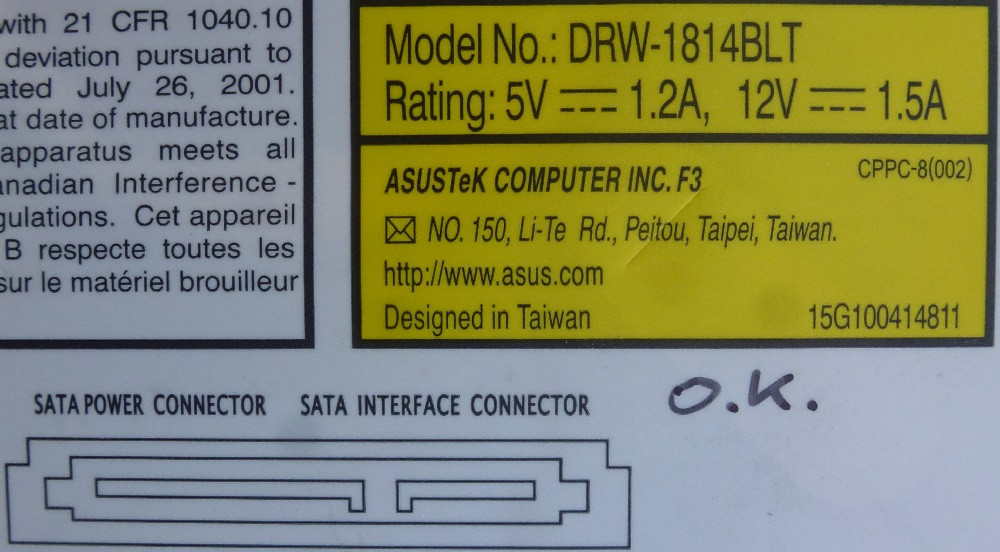 with 21 CFR 1040.10
deviation pursuant to
ated July 26, 2001.
at date of manufacture.
apparatus meets all
anadian Interference -
gulations. Cet appareil
B respecte toutes les
sur le matériel brouilleur
Model No.: DRW-1814BLT
Rating: 5V ⎓ 1.2A, 12V ⎓ 1.5A
ASUSTeK COMPUTER INC. F3
CPPC-8(002)
NO. 150, Li-Te Rd., Peitou, Taipei, Taiwan.
http://www.asus.com
Designed in Taiwan
15G100414811
SATA POWER CONNECTOR
SATA INTERFACE CONNECTOR
O.K.